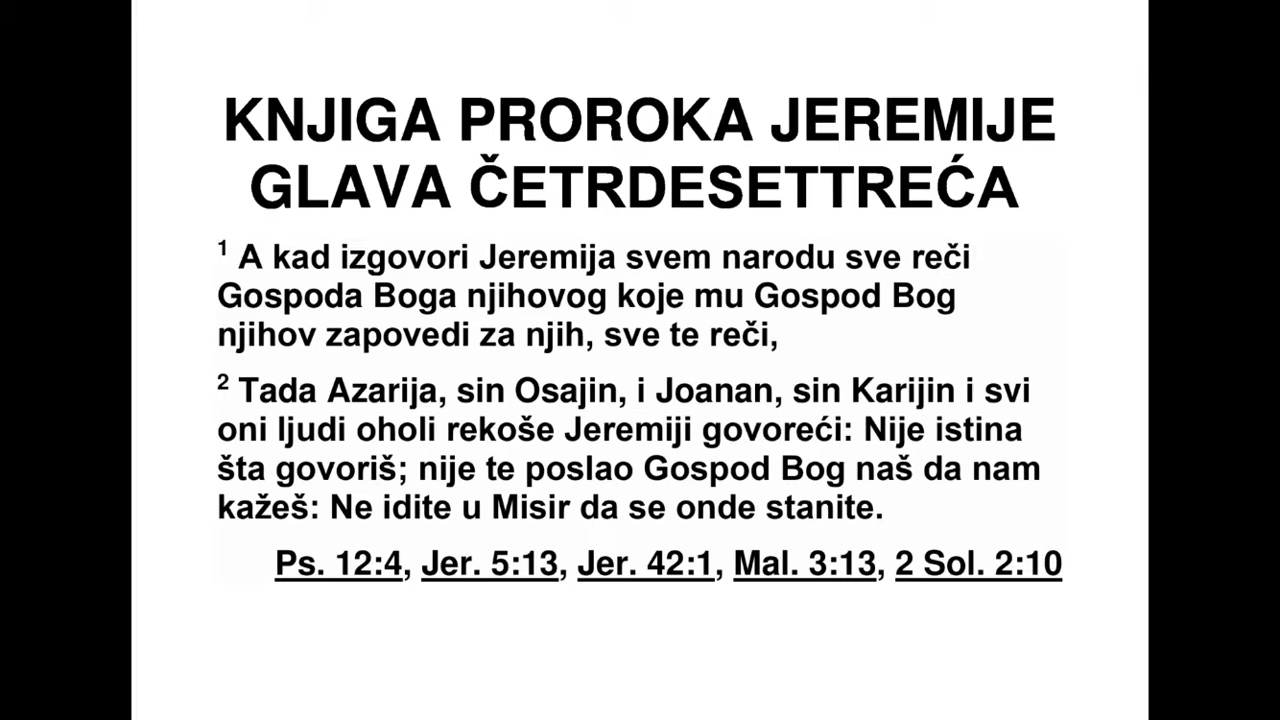 KNJIGA PROROKA JEREMIJE
GLAVA ČETRDESETTREĆA
1 A kad izgovori Jeremija svem narodu sve reči
Gospoda Boga njihovog koje mu Gospod Bog
njihov zapovedi za njih, sve te reči,
2 Tada Azarija, sin Osajin, i Joanan, sin Karijin i svi
oni ljudi oholi rekoše Jeremiji govoreći: Nije istina
šta govoriš; nije te poslao Gospod Bog naš da nam
kažeš: Ne idite u Misir da se onde stanite.
Ps. 12:4, Jer. 5:13, Jer. 42:1, Mal. 3:13, 2 Sol. 2:10